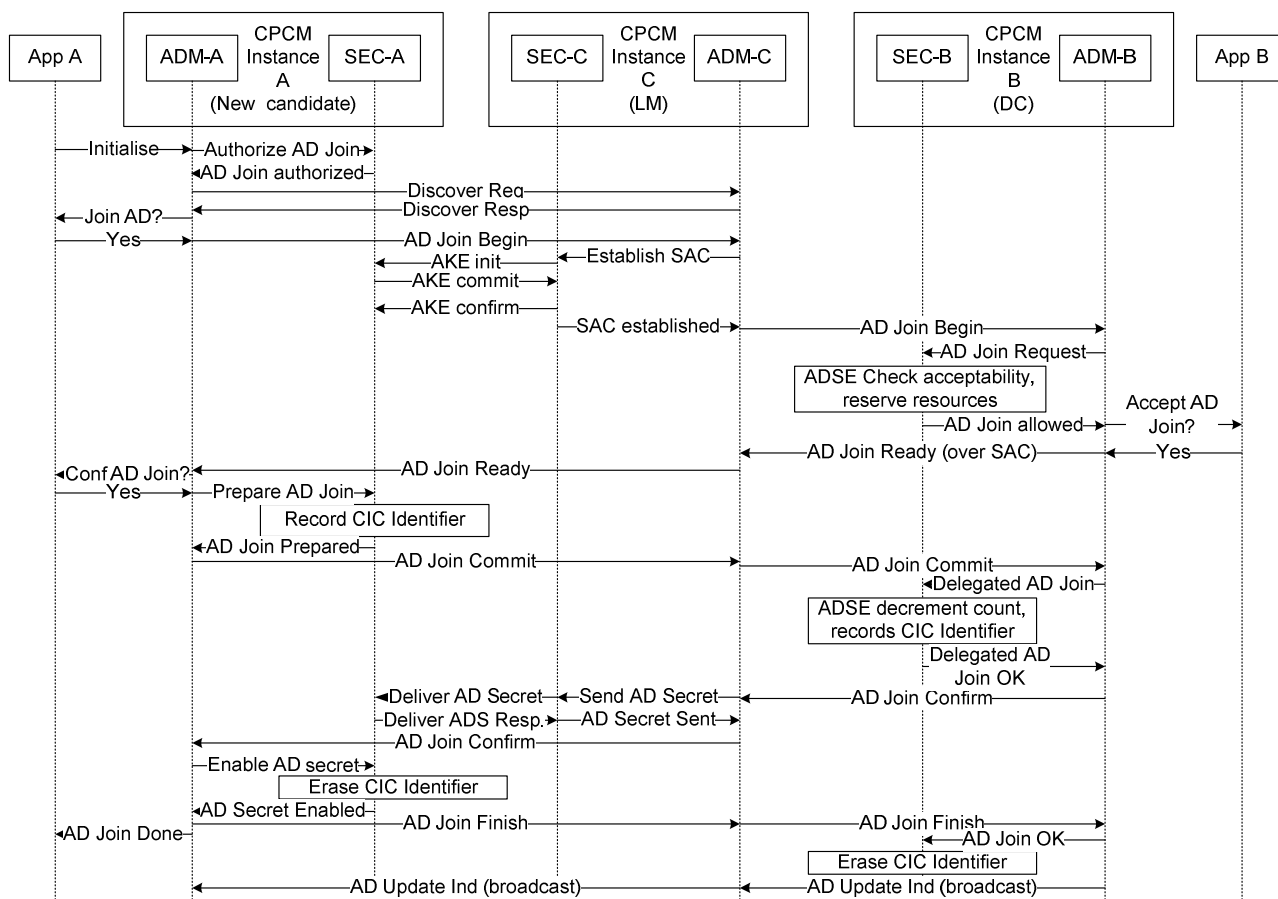 CPCM
Instance
A
(New candidate)
CPCM
Instance
C
(LM)
CPCM
Instance
B
(DC)
App A
ADM-A
SEC-A
SEC-C
ADM-C
SEC-B
ADM-B
App B
Initialise
Authorize AD Join
AD Join authorized
Discover Req
Discover Resp
Join AD?
Yes
AD Join Begin
Establish SAC
AKE init
AKE commit
AKE confirm
SAC established
AD Join Begin
AD Join Request
ADSE Check acceptability,
reserve resources
AD Join allowed
Accept AD
Join?
AD Join Ready (over SAC)
Yes
AD Join Ready
Conf AD Join?
Yes
Prepare AD Join
Record CIC Identifier
AD Join Prepared
AD Join Commit
AD Join Commit
Delegated AD Join
ADSE decrement count,
records CIC Identifier
Delegated AD
Join OK
AD Join Confirm
Send AD Secret
Deliver AD Secret
Deliver ADS Resp.
AD Secret Sent
AD Join Confirm
Enable AD secret
Erase CIC Identifier
AD Secret Enabled
AD Join Finish
AD Join Finish
AD Join Done
AD Join OK
Erase CIC Identifier
AD Update Ind (broadcast)
AD Update Ind (broadcast)